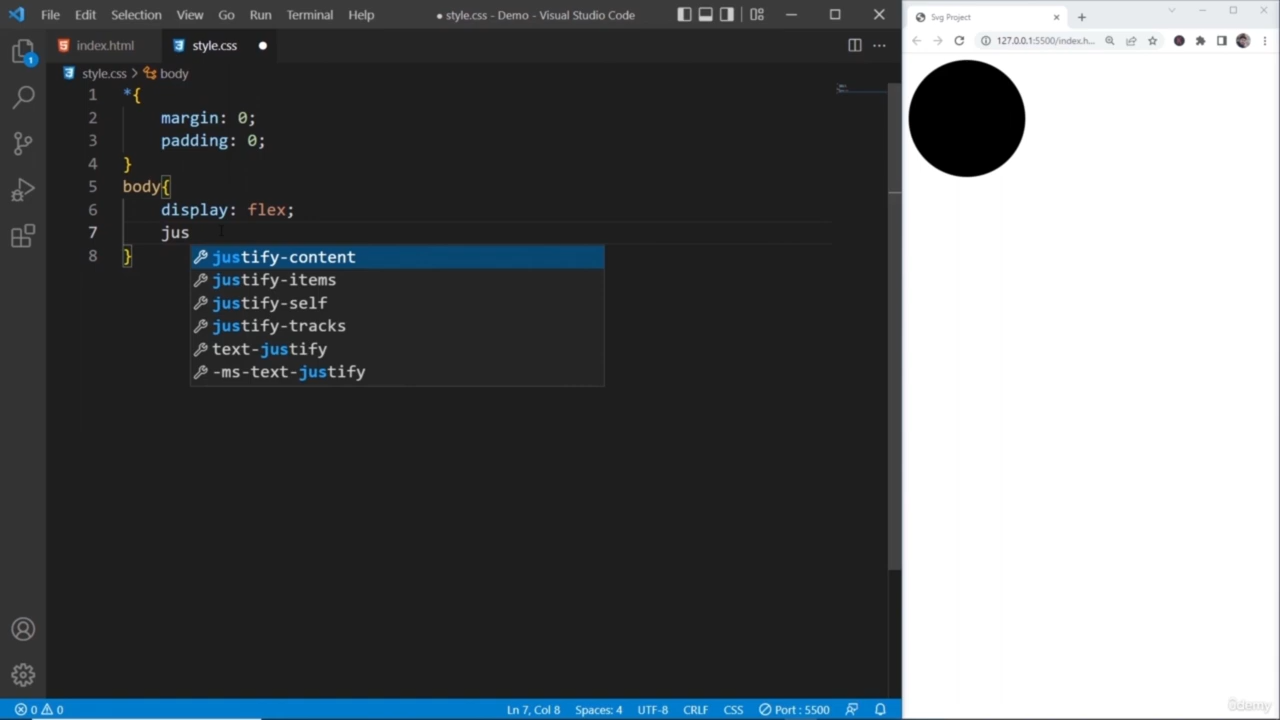 File Edit Selection View Go Run Terminal Help
● style.css - Demo - Visual Studio Code
index.html
style.css ●
style.css > body
1 *{
2 margin: 0;
3 padding: 0;
4 }
5 body{
6 display: flex;
7 jus
8 }
justify-content
justify-items
justify-self
justify-tracks
text-justify
-ms-text-justify
1
0 0
Ln 7, Col 8 Spaces: 4 UTF-8 CRLF CSS Port : 5500
Svg Project
127.0.0.1:5500/index.h...
ûdemy